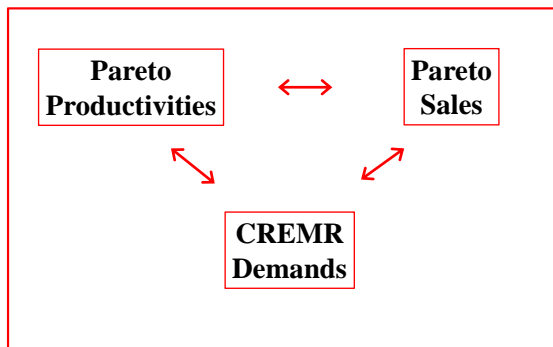 Pareto
Productivities
Pareto
Sales
CREMR
Demands